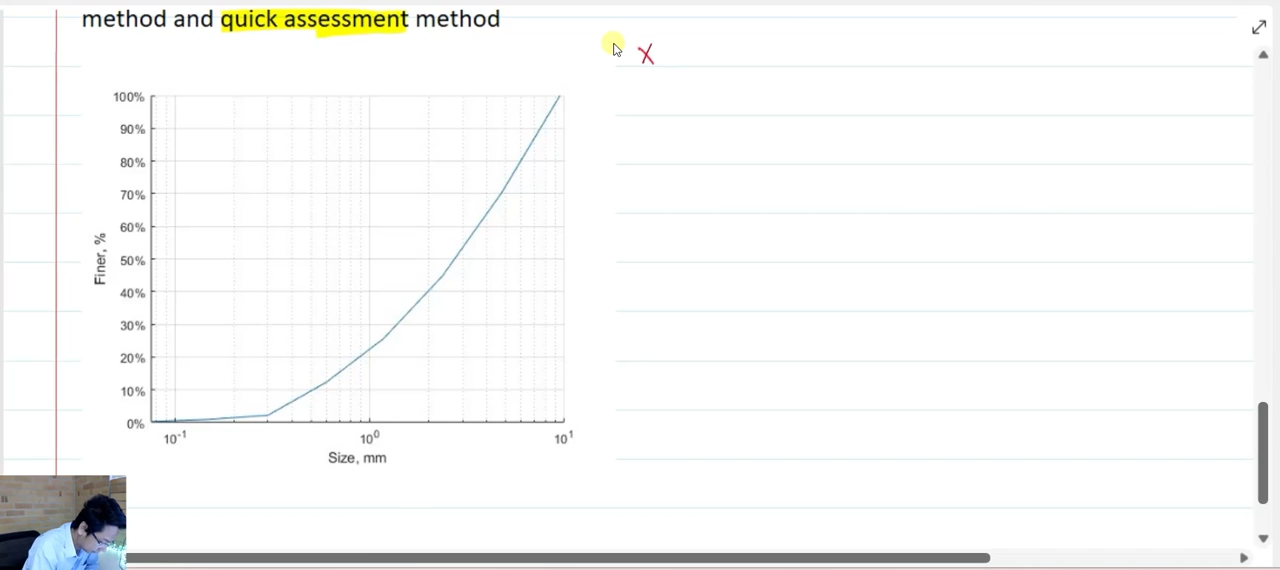 method and quick assessment method
X
100%
90%
80%
70%
60%
50%
40%
30%
20%
10%
0%
Finer, %
10-1 100 101
Size, mm